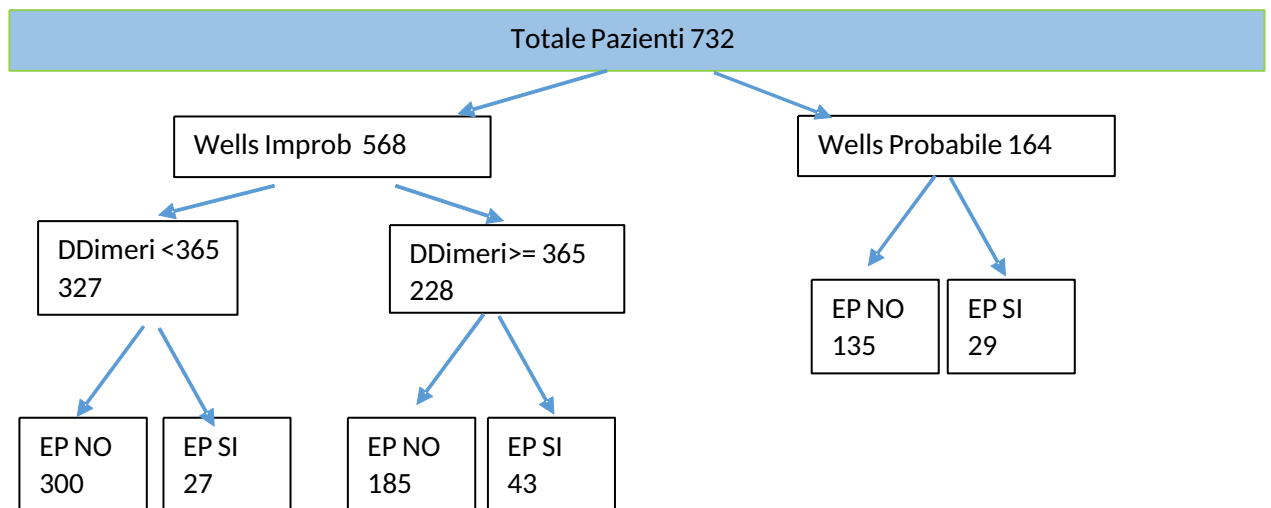 Totale Pazienti 732
Wells Improb 568
Wells Probabile 164
DDimeri <365
327
DDimeri>= 365
228
EP NO
135
EP SI
29
EP NO
300
EP SI
27
EP NO
185
EP SI
43